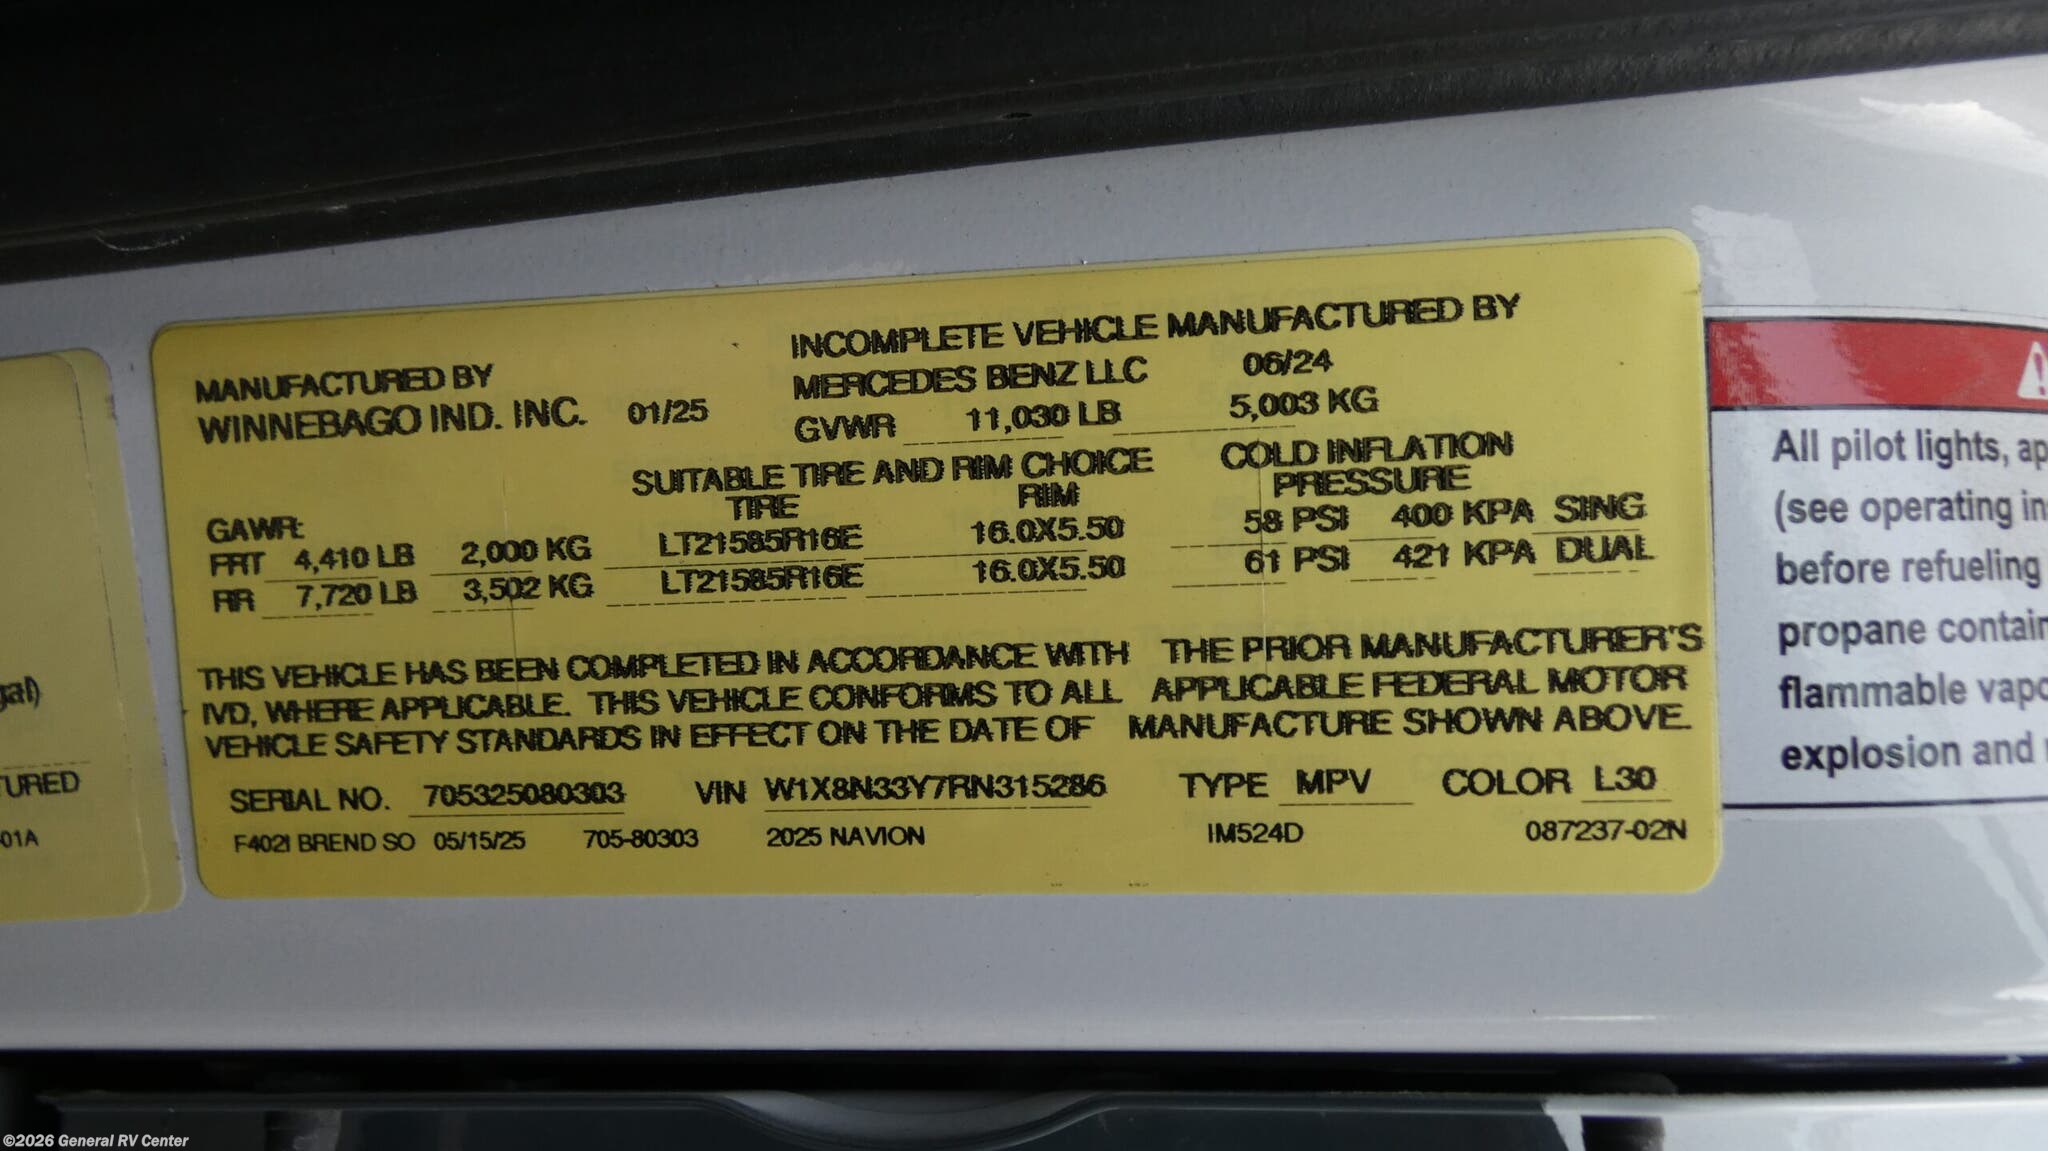 MANUFACTURED BY
WINNEBAGO IND. INC. 01/25
INCOMPLETE VEHICLE MANUFACTURED BY
MERCEDES BENZ LLC 06/24
GVWR 11,030 LB 5,003 KG
SUITABLE TIRE AND RIM CHOICE
TIRE RIM
COLD INFLATION
PRESSURE
GAWR:
FRT 4,410 LB 2,000 KG LT21585R16E 16.0X5.50 58 PSI 400 KPA SING
RR 7,720 LB 3,502 KG LT21585R16E 16.0X5.50 61 PSI 421 KPA DUAL
THIS VEHICLE HAS BEEN COMPLETED IN ACCORDANCE WITH THE PRIOR MANUFACTURER'S
IVD, WHERE APPLICABLE. THIS VEHICLE CONFORMS TO ALL APPLICABLE FEDERAL MOTOR
VEHICLE SAFETY STANDARDS IN EFFECT ON THE DATE OF MANUFACTURE SHOWN ABOVE.
SERIAL NO. 705325080303 VIN W1X8N33Y7RN315286 TYPE MPV COLOR L30
F402I BREND SO 05/15/25 705-80303 2025 NAVION IM524D 087237-02N
gal)
TURED
-01A
All pilot lights, ap
(see operating in
before refueling
propane contain
flammable vapo
explosion and
©2026 General RV Center